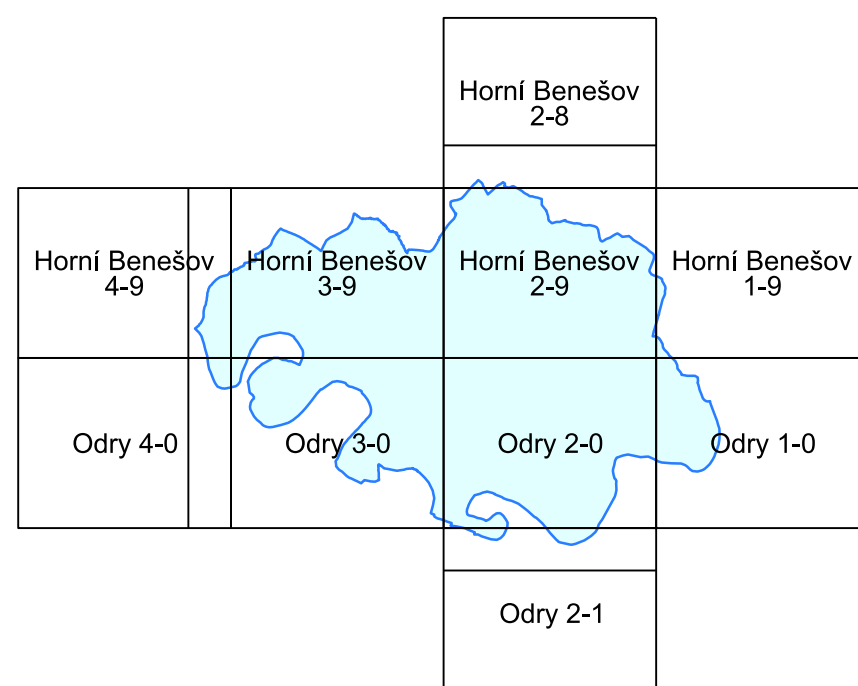 Horní Benešov
2-8
Horní Benešov
4-9
Horní Benešov
3-9
Horní Benešov
2-9
Horní Benešov
1-9
Odry 4-0
Odry 3-0
Odry 2-0
Odry 1-0
Odry 2-1